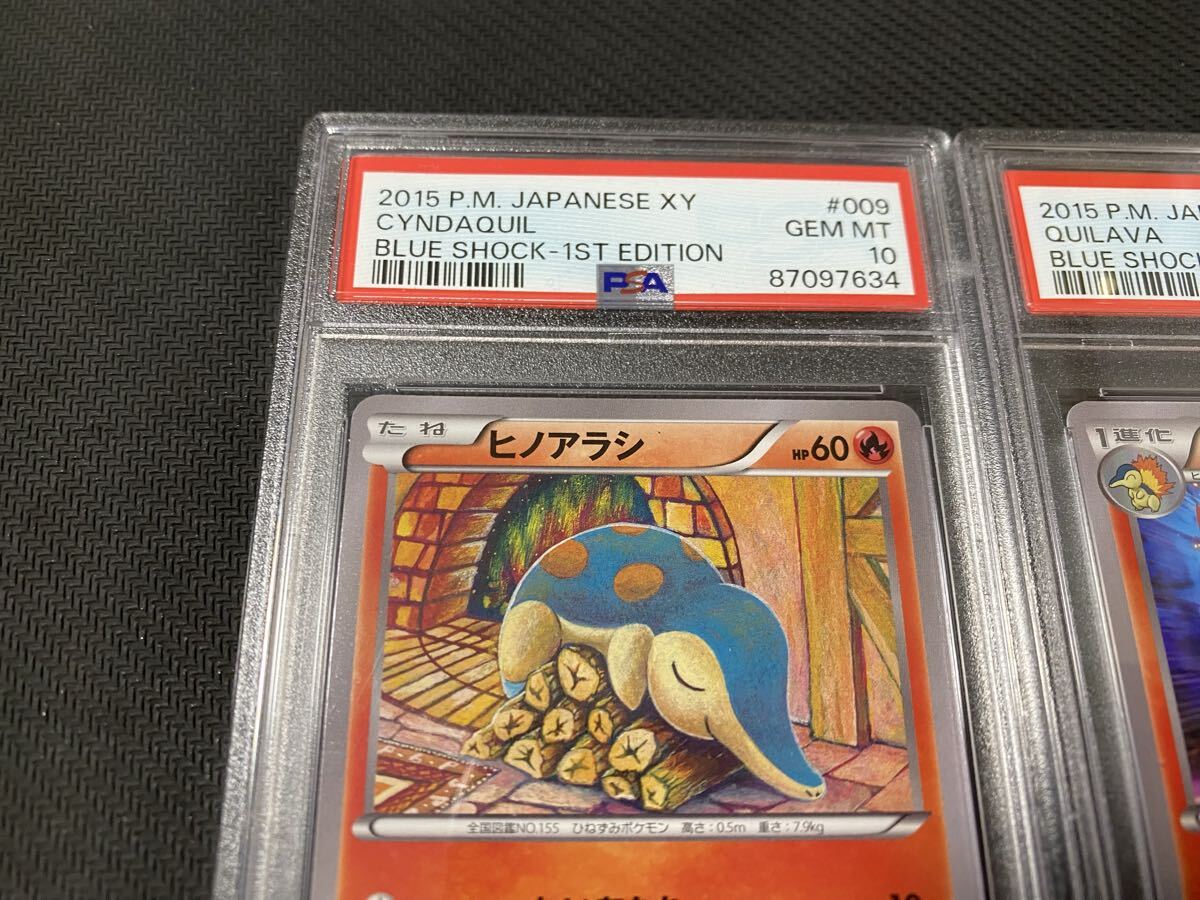 2015 P.M. JAPANESE XY #009
CYNDAQUIL GEM MT
BLUE SHOCK-1ST EDITION 10
PSA 87097634
たね ヒノアラシ HP60
全国図鑑NO.155 ひねずみポケモン 高さ:0.5m 重さ:7.9kg
10
2015 P.M.
QUILAVA
BLUE
1進化